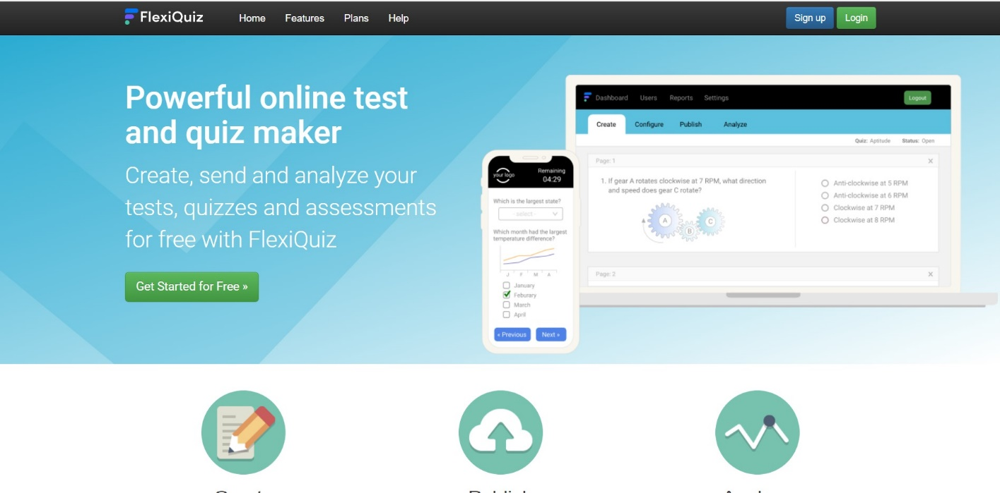 FlexiQuiz
Home Features Plans Help
Sign up Login
Powerful online test
and quiz maker
Create, send and analyze your
tests, quizzes and assessments
for free with FlexiQuiz
Get Started for Free »
your logo
Remaining
04:29
Which is the largest state?
- select -
Which month had the largest
temperature difference?
J F M A
January
Feburary
March
April
« Previous Next »
Dashboard Users Reports Settings Logout
Create Configure Publish Analyze
Quiz: Aptitude Status: Open
Page: 1 X
1. If gear A rotates clockwise at 7 RPM, what direction
and speed does gear C rotate?
A B C
Anti-clockwise at 5 RPM
Anti-clockwise at 6 RPM
Clockwise at 7 RPM
Clockwise at 8 RPM
Page: 2 X